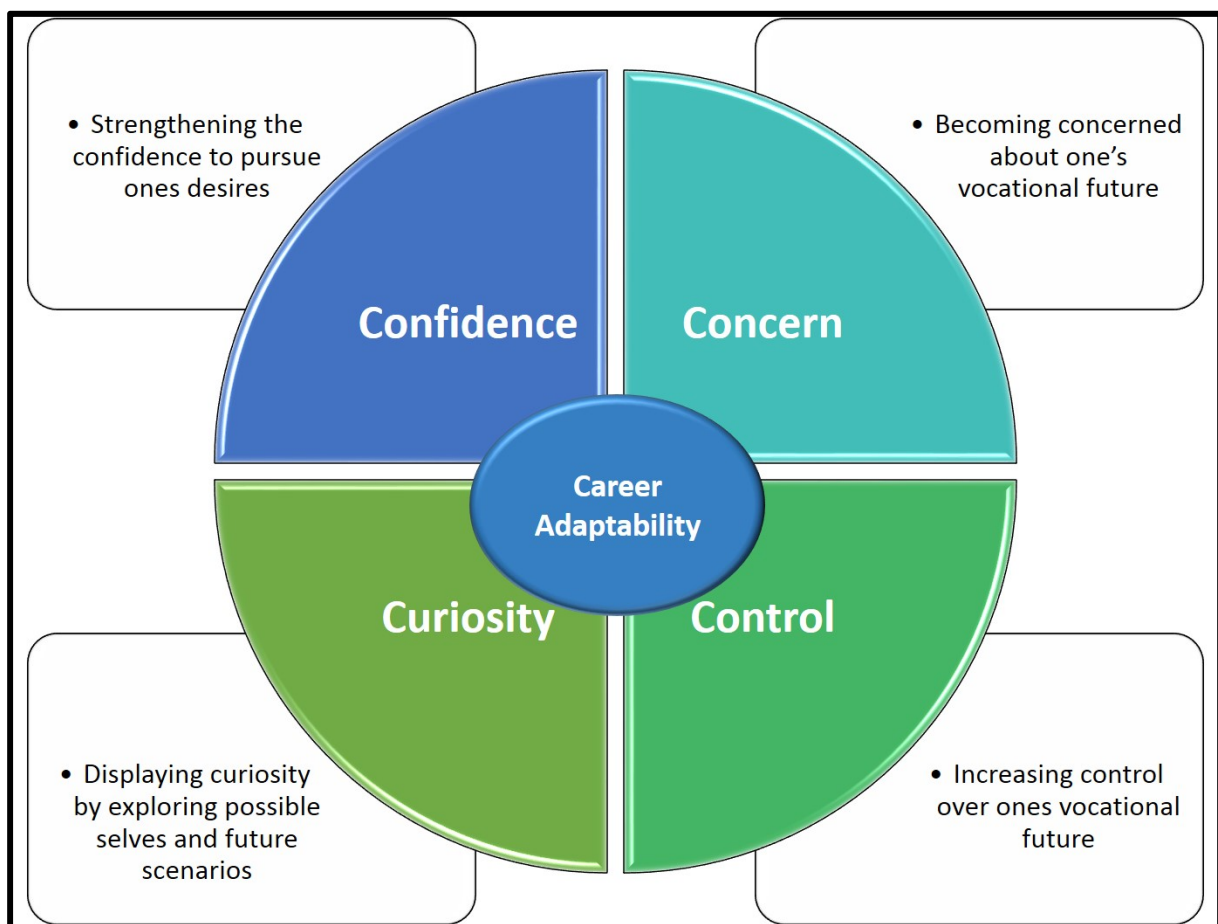 • Strengthening the
confidence to pursue
ones desires
• Becoming concerned
about one’s
vocational future
Confidence
Concern
Career
Adaptability
Curiosity
Control
• Displaying curiosity
by exploring possible
selves and future
scenarios
• Increasing control
over ones vocational
future